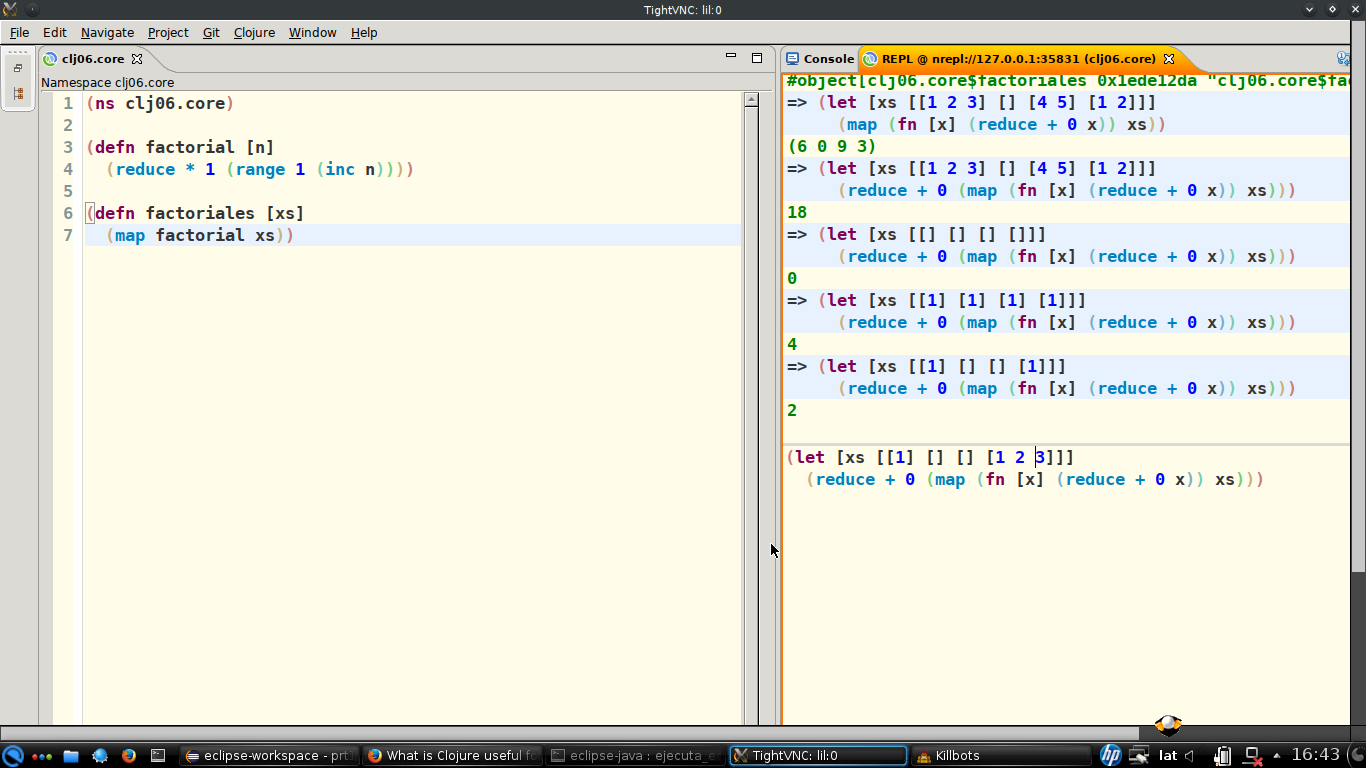 TightVNC: lil:0
File Edit Navigate Project Git Clojure Window Help
clj06.core
Namespace clj06.core
1 (ns clj06.core)
2
3 (defn factorial [n]
4 (reduce * 1 (range 1 (inc n))))
5
6 (defn factoriales [xs]
7 (map factorial xs))
Console REPL @ nrepl://127.0.0.1:35831 (clj06.core)
#object[clj06.core$factoriales 0x1ede12da "clj06.core$fac
=> (let [xs [[1 2 3] [] [4 5] [1 2]]]
(map (fn [x] (reduce + 0 x)) xs))
(6 0 9 3)
=> (let [xs [[1 2 3] [] [4 5] [1 2]]]
(reduce + 0 (map (fn [x] (reduce + 0 x)) xs)))
18
=> (let [xs [[] [] [] []]]
(reduce + 0 (map (fn [x] (reduce + 0 x)) xs)))
0
=> (let [xs [[1] [1] [1] [1]]]
(reduce + 0 (map (fn [x] (reduce + 0 x)) xs)))
4
=> (let [xs [[1] [] [] [1]]]
(reduce + 0 (map (fn [x] (reduce + 0 x)) xs)))
2
(let [xs [[1] [] [] [1 2 3]]]
(reduce + 0 (map (fn [x] (reduce + 0 x)) xs)))
eclipse-workspace - prt
What is Clojure useful fo
eclipse-java : ejecuta_e
TightVNC: lil:0
Killbots
hp
lat
16:43